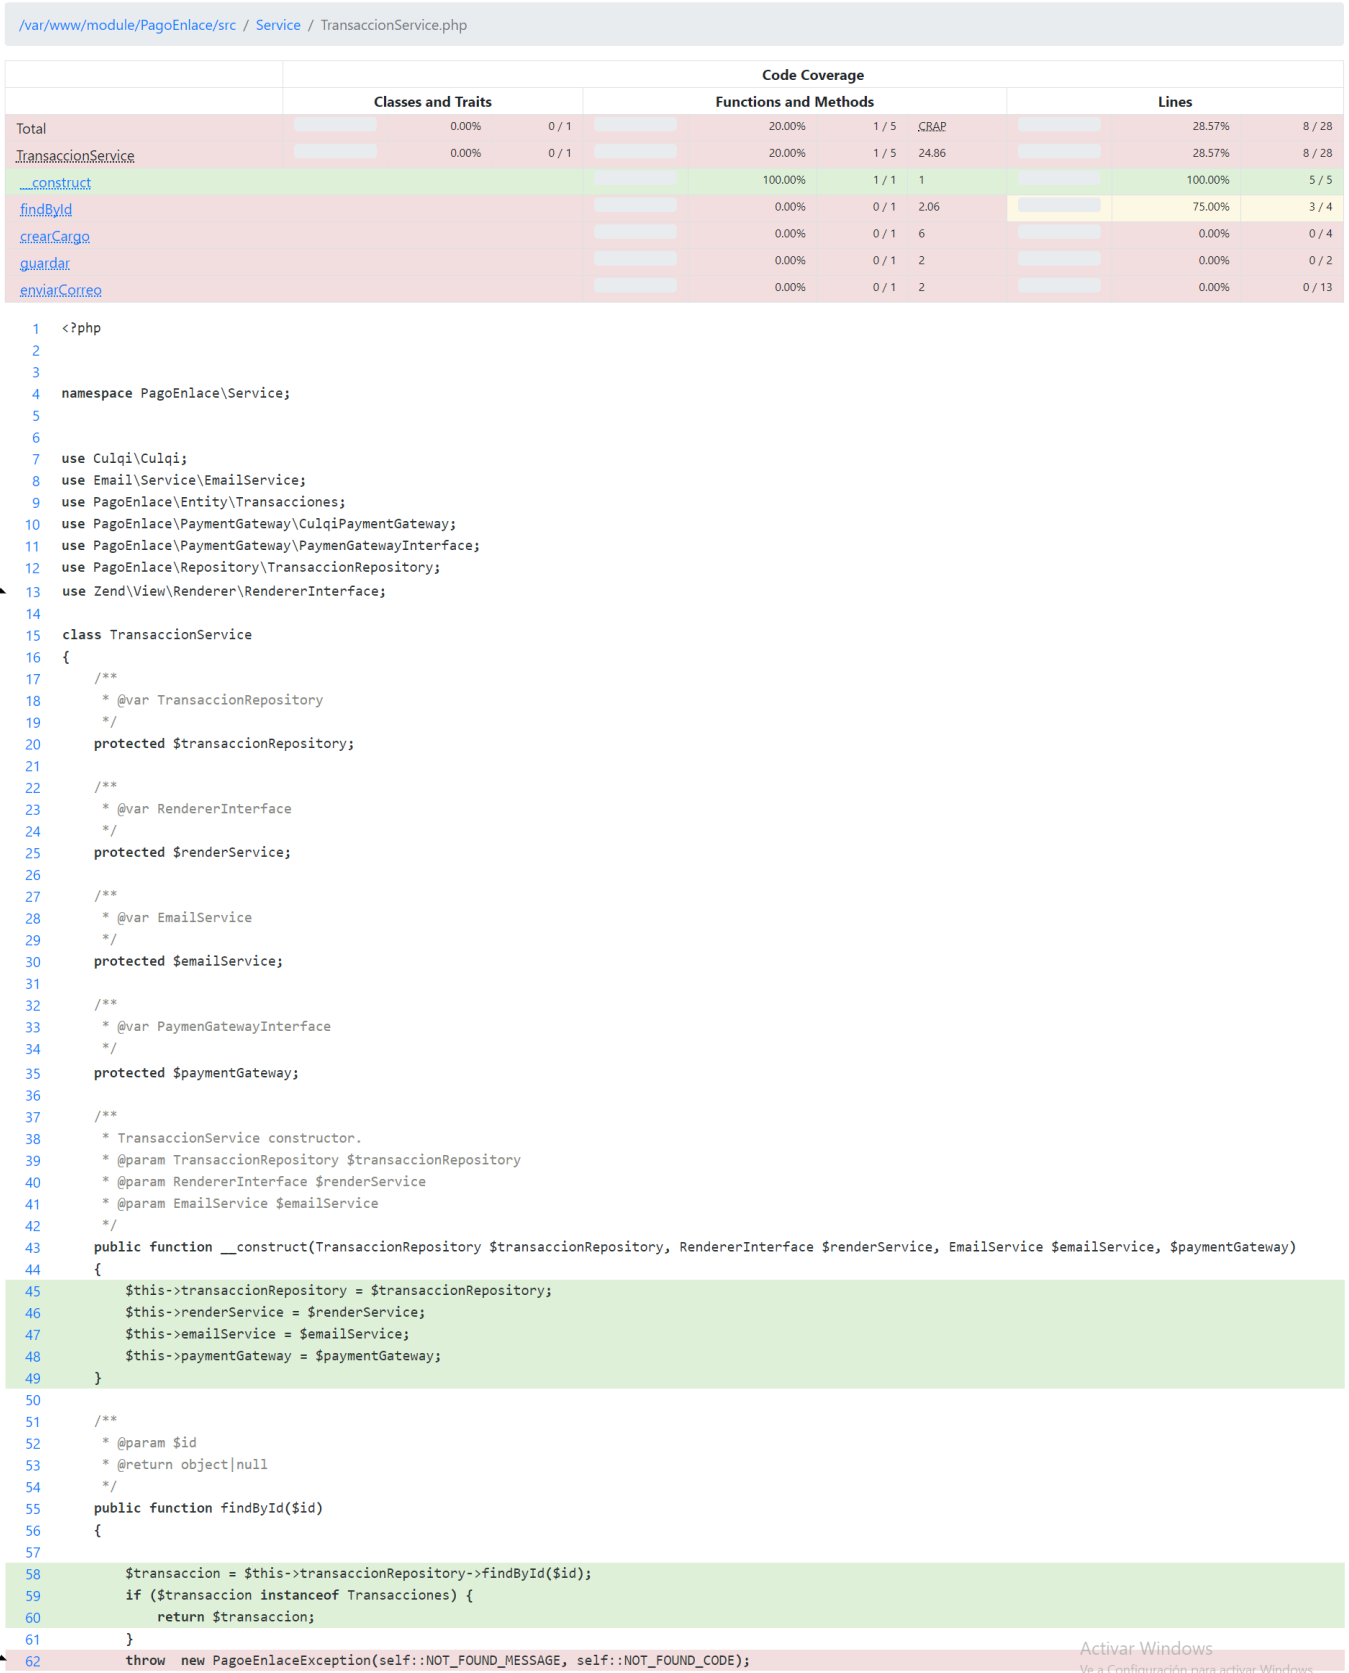 /var/www/module/PagoEnlace/src / Service / TransaccionService.php
Code Coverage
Classes and Traits Functions and Methods Lines
Total 0.00% 0 / 1 20.00% 1 / 5 CRAP 28.57% 8 / 28
TransaccionService 0.00% 0 / 1 20.00% 1 / 5 24.86 28.57% 8 / 28
__construct 100.00% 1 / 1 1 100.00% 5 / 5
findById 0.00% 0 / 1 2.06 75.00% 3 / 4
crearCargo 0.00% 0 / 1 6 0.00% 0 / 4
guardar 0.00% 0 / 1 2 0.00% 0 / 2
enviarCorreo 0.00% 0 / 1 2 0.00% 0 / 13
1 <?php
2
3
4 namespace PagoEnlace\Service;
5
6
7 use Culqi\Culqi;
8 use Email\Service\EmailService;
9 use PagoEnlace\Entity\Transacciones;
10 use PagoEnlace\PaymentGateway\CulqiPaymentGateway;
11 use PagoEnlace\PaymentGateway\PaymenGatewayInterface;
12 use PagoEnlace\Repository\TransaccionRepository;
13 use Zend\View\Renderer\RendererInterface;
14
15 class TransaccionService
16 {
17 /**
18 * @var TransaccionRepository
19 */
20 protected $transaccionRepository;
21
22 /**
23 * @var RendererInterface
24 */
25 protected $renderService;
26
27 /**
28 * @var EmailService
29 */
30 protected $emailService;
31
32 /**
33 * @var PaymenGatewayInterface
34 */
35 protected $paymentGateway;
36
37 /**
38 * TransaccionService constructor.
39 * @param TransaccionRepository $transaccionRepository
40 * @param RendererInterface $renderService
41 * @param EmailService $emailService
42 */
43 public function __construct(TransaccionRepository $transaccionRepository, RendererInterface $renderService, EmailService $emailService, $paymentGateway)
44 {
45 $this->transaccionRepository = $transaccionRepository;
46 $this->renderService = $renderService;
47 $this->emailService = $emailService;
48 $this->paymentGateway = $paymentGateway;
49 }
50
51 /**
52 * @param $id
53 * @return object|null
54 */
55 public function findById($id)
56 {
57
58 $transaccion = $this->transaccionRepository->findById($id);
59 if ($transaccion instanceof Transacciones) {
60 return $transaccion;
61 }
62 throw new PagoeEnlaceException(self::NOT_FOUND_MESSAGE, self::NOT_FOUND_CODE);
Activar Windows
Ve a Configuración para activar Windows.